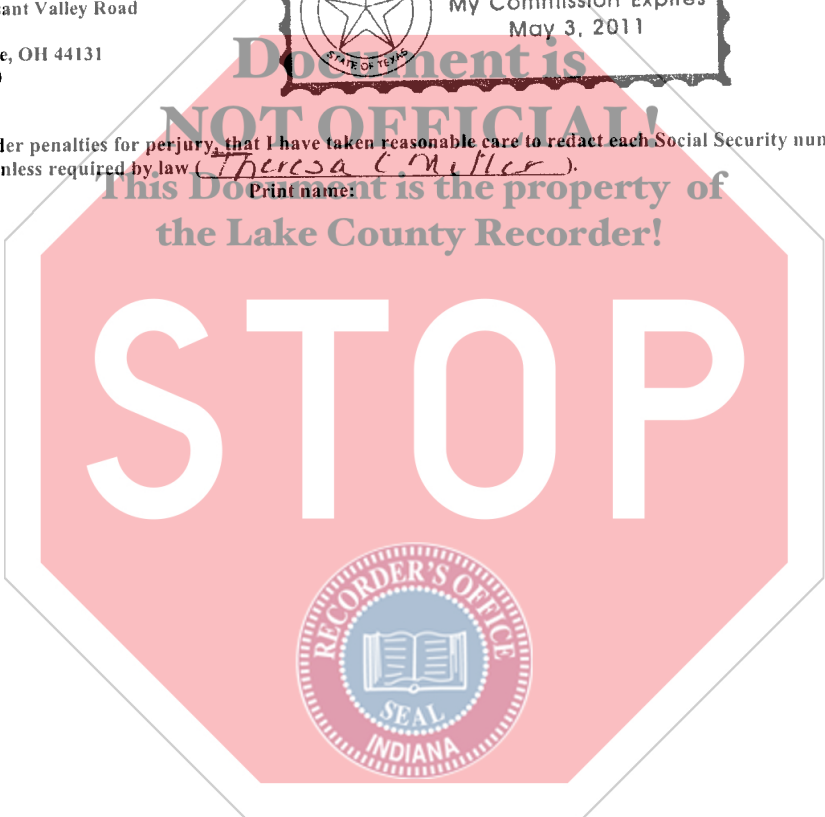 sant Valley Road
My Commission Expires
May 3, 2011
e, OH 44131
STATE OF TEXAS
Document is
NOT OFFICIAL!
der penalties for perjury, that I have taken reasonable care to redact each Social Security num
nless required by law ( Theresa C Miller ).
Print name:
This Document is the property of
the Lake County Recorder!
STOP
RECORDER'S OFFICE
SEAL
INDIANA